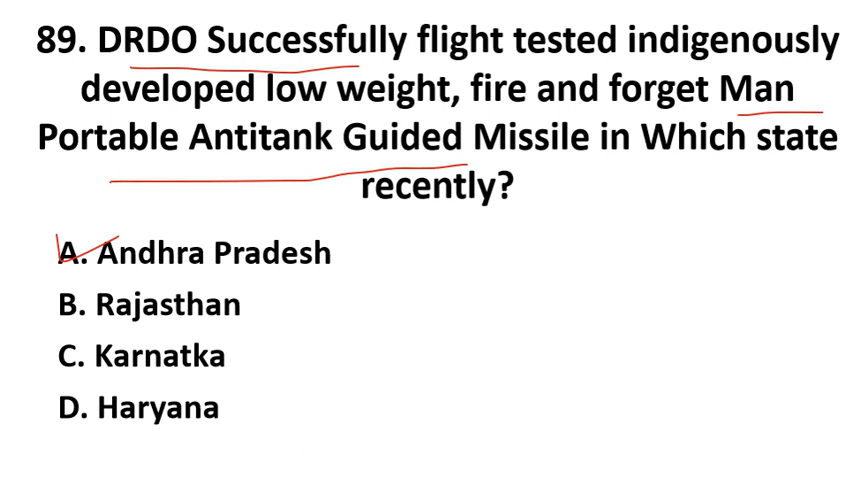 89. DRDO Successfully flight tested indigenously
developed low weight, fire and forget Man
Portable Antitank Guided Missile in Which state
recently?
A. Andhra Pradesh
B. Rajasthan
C. Karnatka
D. Haryana